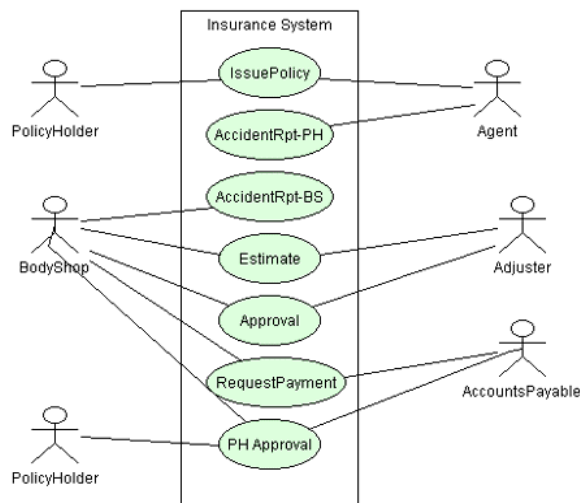 Insurance System
IssuePolicy
PolicyHolder
Agent
AccidentRpt-PH
AccidentRpt-BS
BodyShop
Estimate
Adjuster
Approval
RequestPayment
AccountsPayable
PH Approval
PolicyHolder